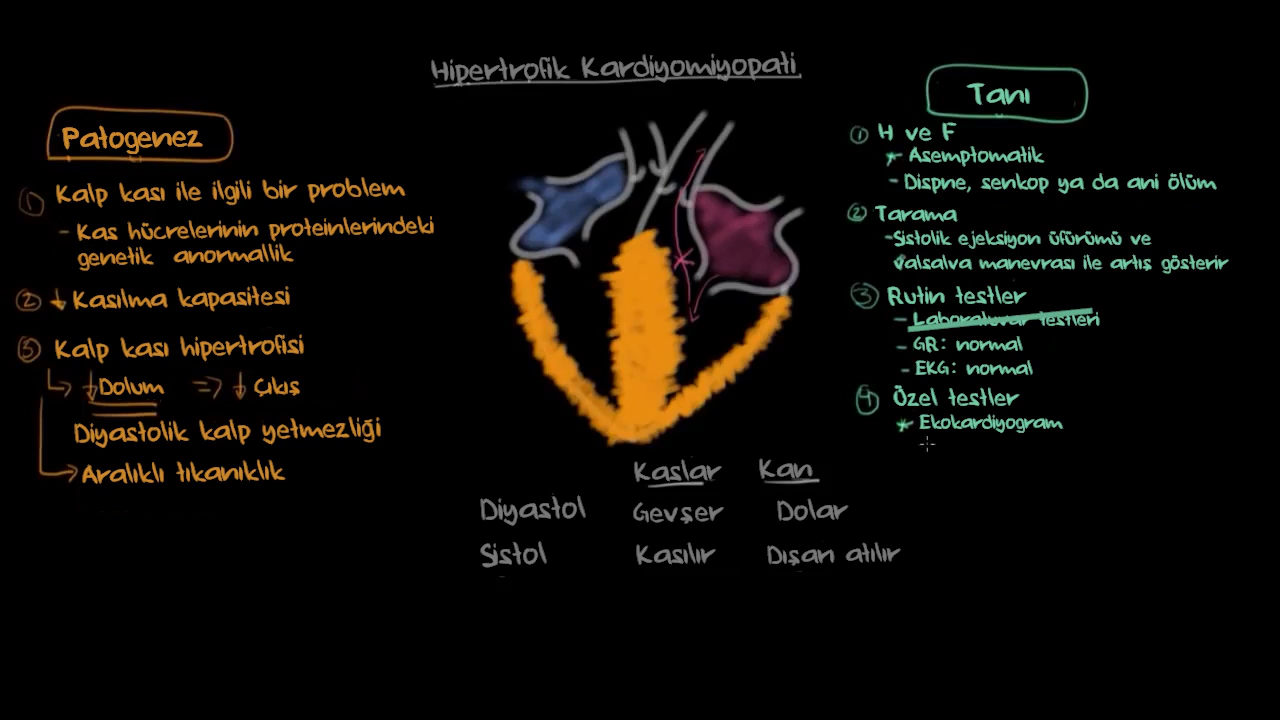 Hipertrofik Kardiyomiyopati
Patogenez
① Kalp kası ile ilgili bir problem
- Kas hücrelerinin proteinlerindeki
genetik anormallik
② ↓ Kasılma kapasitesi
③ Kalp kası hipertrofisi
↳ ↓ Dolum => ↓ Çıkış
Diyastolik kalp yetmezliği
→ Aralıklı tıkanıklık
Kaslar Kan
Diyastol Gevşer Dolar
Sistol Kasılır Dışarı atılır
Tanı
① H ve F
* Asemptomatik
- Dispne, senkop ya da ani ölüm
② Tarama
- Sistolik ejeksiyon üfürümü ve
valsalva manevrası ile artış gösterir
③ Rutin testler
- Laboratuvar testleri
- GR: normal
- EKG: normal
④ Özel testler
* Ekokardiyogram